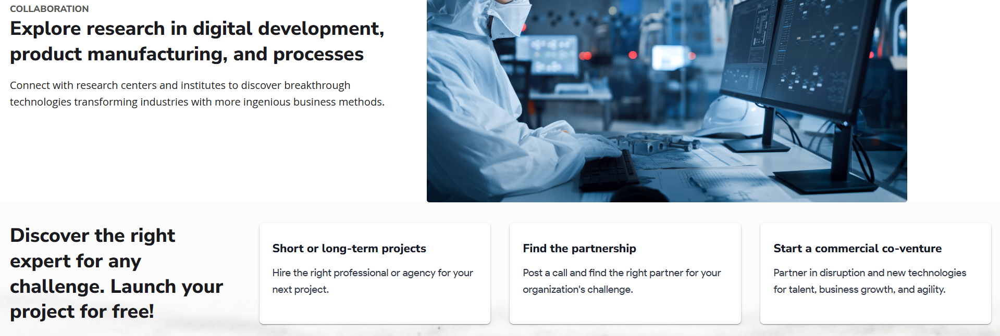 COLLABORATION
Explore research in digital development,
product manufacturing, and processes
Connect with research centers and institutes to discover breakthrough
technologies transforming industries with more ingenious business methods.
Discover the right
expert for any
challenge. Launch your
project for free!
Short or long-term projects
Hire the right professional or agency for your
next project.
Find the partnership
Post a call and find the right partner for your
organization's challenge.
Start a commercial co-venture
Partner in disruption and new technologies
for talent, business growth, and agility.